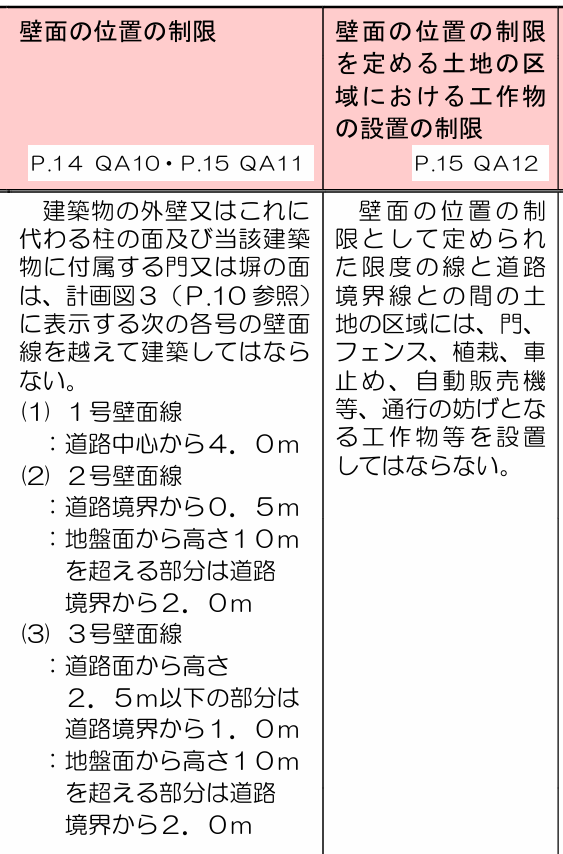 壁面の位置の制限
P.14 QA10・P.15 QA11
建築物の外壁又はこれに
代わる柱の面及び当該建築
物に付属する門又は塀の面
は、計画図３（P.10参照）
に表示する次の各号の壁面
線を越えて建築してはなら
ない。
(1) １号壁面線
：道路中心から４．０ｍ
(2) ２号壁面線
：道路境界から０．５ｍ
：地盤面から高さ１０ｍ
を超える部分は道路
境界から２．０ｍ
(3) ３号壁面線
：道路面から高さ
２．５ｍ以下の部分は
道路境界から１．０ｍ
：地盤面から高さ１０ｍ
を超える部分は道路
境界から２．０ｍ
壁面の位置の制限
を定める土地の区
域における工作物
の設置の制限
P.15 QA12
壁面の位置の制
限として定められ
た限度の線と道路
境界線との間の土
地の区域には、門、
フェンス、植栽、車
止め、自動販売機
等、通行の妨げとな
る工作物等を設置
してはならない。